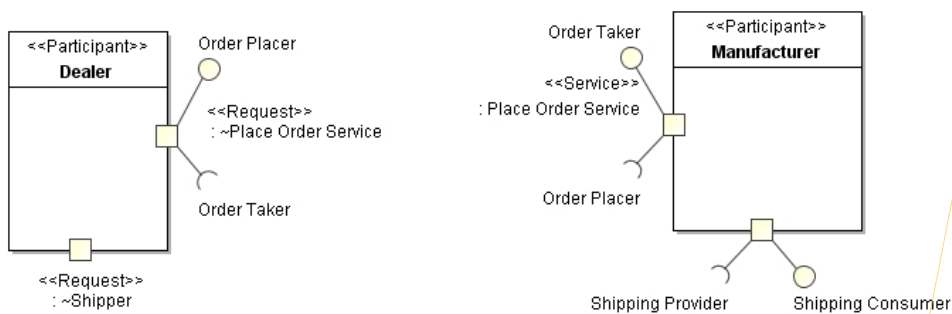 <<Participant>>
Dealer
Order Placer
<<Request>>
: ~Place Order Service
Order Taker
<<Request>>
: ~Shipper
Order Taker
<<Service>>
: Place Order Service
Order Placer
<<Participant>>
Manufacturer
Shipping Provider
Shipping Consumer